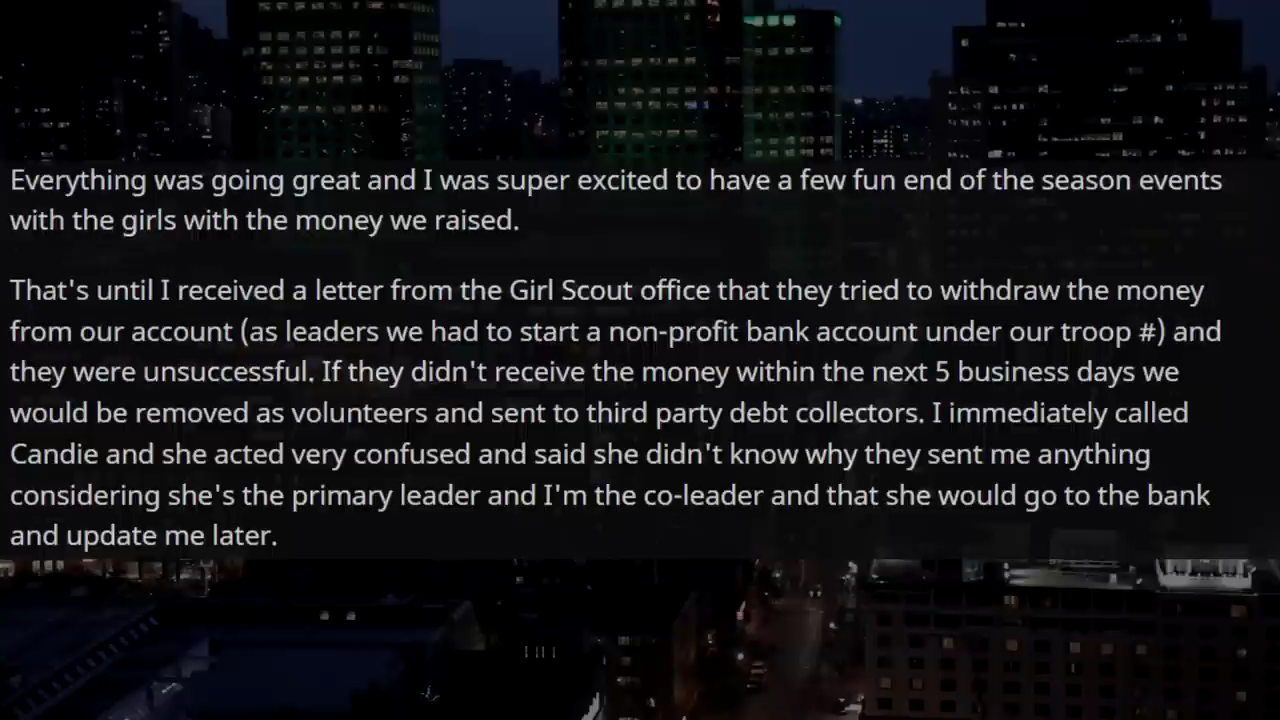 Everything was going great and I was super excited to have a few fun end of the season events
with the girls with the money we raised.
That's until I received a letter from the Girl Scout office that they tried to withdraw the money
from our account (as leaders we had to start a non-profit bank account under our troop #) and
they were unsuccessful. If they didn't receive the money within the next 5 business days we
would be removed as volunteers and sent to third party debt collectors. I immediately called
Candie and she acted very confused and said she didn't know why they sent me anything
considering she's the primary leader and I'm the co-leader and that she would go to the bank
and update me later.